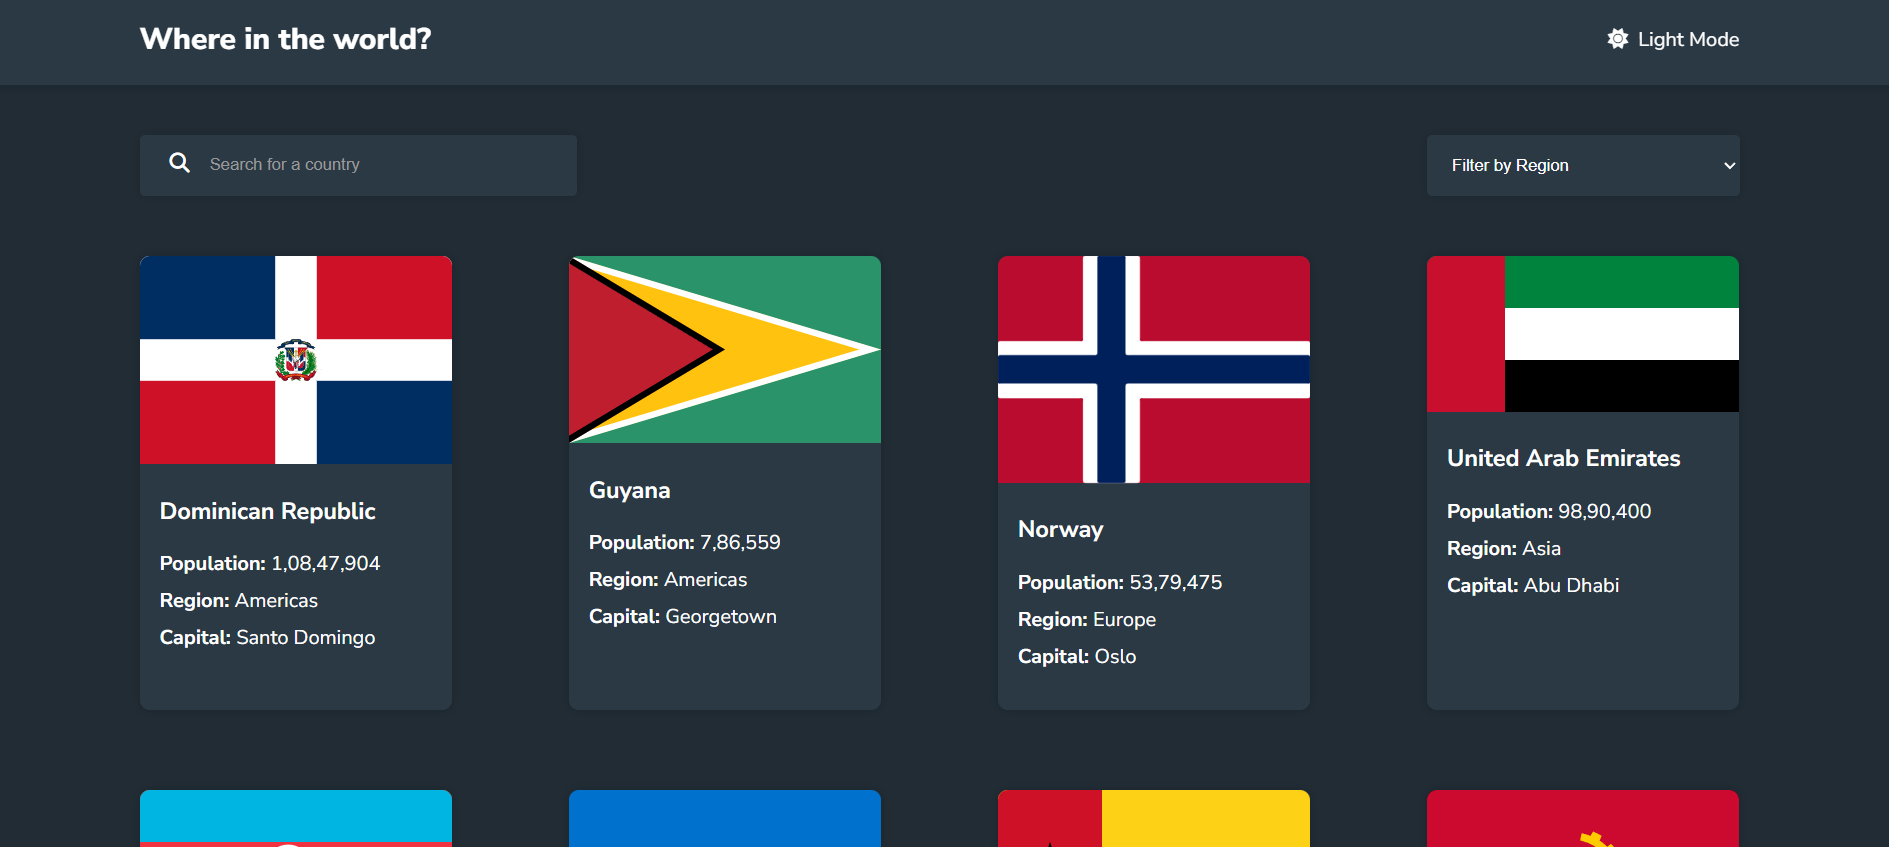 Where in the world?
Light Mode
Search for a country
Filter by Region
Dominican Republic
Population: 1,08,47,904
Region: Americas
Capital: Santo Domingo
Guyana
Population: 7,86,559
Region: Americas
Capital: Georgetown
Norway
Population: 53,79,475
Region: Europe
Capital: Oslo
United Arab Emirates
Population: 98,90,400
Region: Asia
Capital: Abu Dhabi